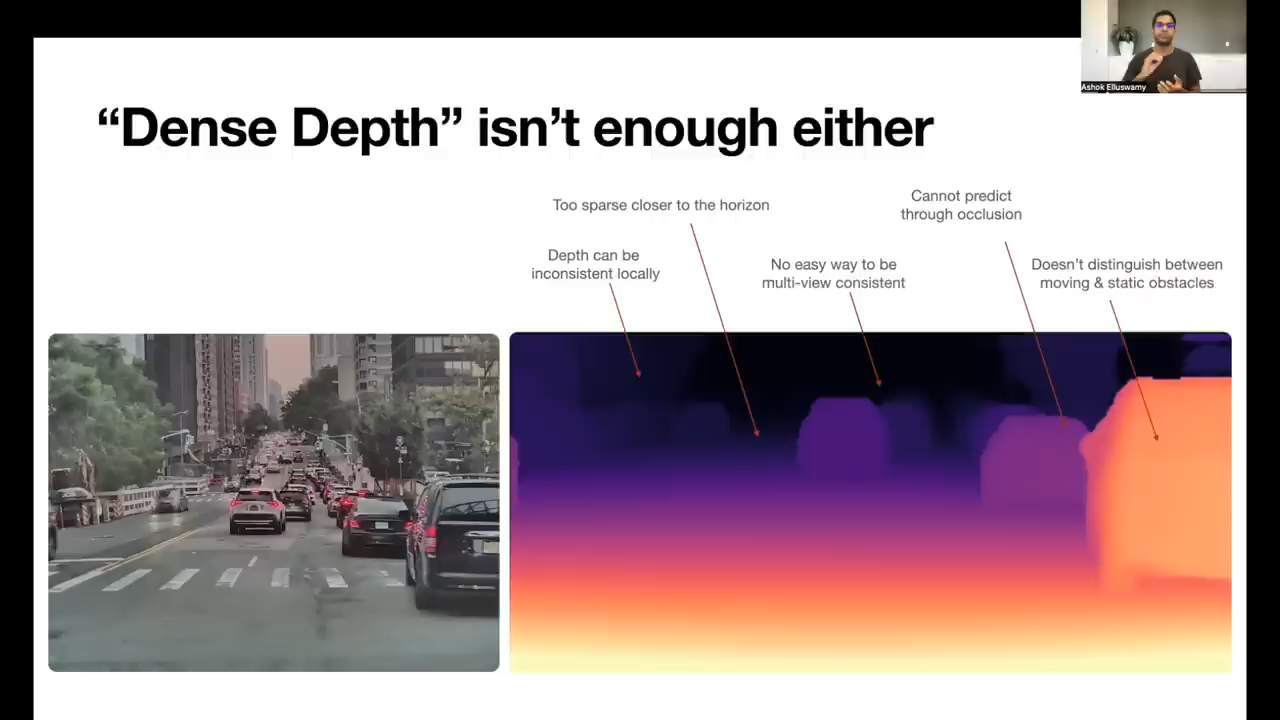 Ashok Elluswamy
“Dense Depth” isn’t enough either
Too sparse closer to the horizon
Cannot predict
through occlusion
Depth can be
inconsistent locally
No easy way to be
multi-view consistent
Doesn’t distinguish between
moving & static obstacles